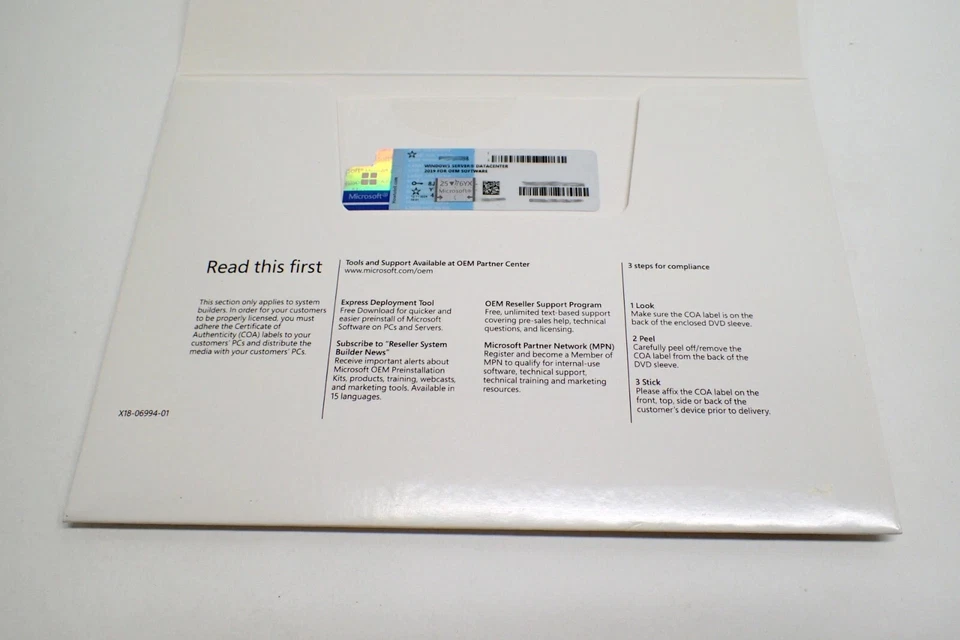 WINDOWS SERVER® DATACENTER
2019 FOR OEM SOFTWARE
Microsoft®
Microsoft®
Read this first
This section only applies to system
builders. In order for your customers
to be properly licensed, you must
adhere the Certificate of
Authenticity (COA) labels to your
customers' PCs and distribute the
media with your customers' PC.
X18-06994-01
Tools and Support Available at OEM Partner Center
www.microsoft.com/oem
Express Deployment Tool
Free Download for quicker and
easier preinstall of Microsoft
Software on PCs and Servers.
Subscribe to "Reseller System
Builder News"
Receive important alerts about
Microsoft OEM Preinstallation
Kits, products, training, webcasts,
and marketing tools. Available in
15 languages.
OEM Reseller Support Program
Free, unlimited text-based support
covering pre-sales help, technical
questions, and licensing.
Microsoft Partner Network (MPN)
Register and become a Member of
MPN to qualify for internal-use
software, technical support,
technical training and marketing
resources.
3 steps for compliance
1 Look
Make sure the COA label is on the
back of the enclosed DVD sleeve.
2 Peel
Carefully peel off/remove the
COA label from the back of the
DVD sleeve.
3 Stick
Please affix the COA label on the
front, top, side or back of the
customer's device prior to delivery.